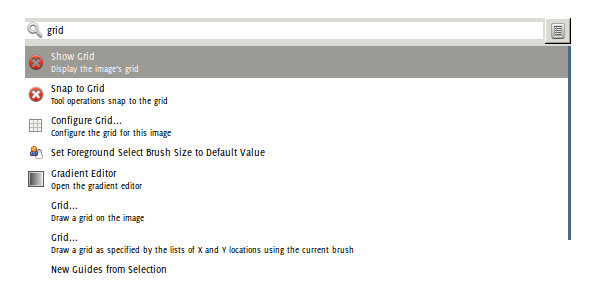 grid
Show Grid
Display the image's grid
Snap to Grid
Tool operations snap to the grid
Configure Grid...
Configure the grid for this image
Set Foreground Select Brush Size to Default Value
Gradient Editor
Open the gradient editor
Grid...
Draw a grid on the image
Grid...
Draw a grid as specified by the lists of X and Y locations using the current brush
New Guides from Selection